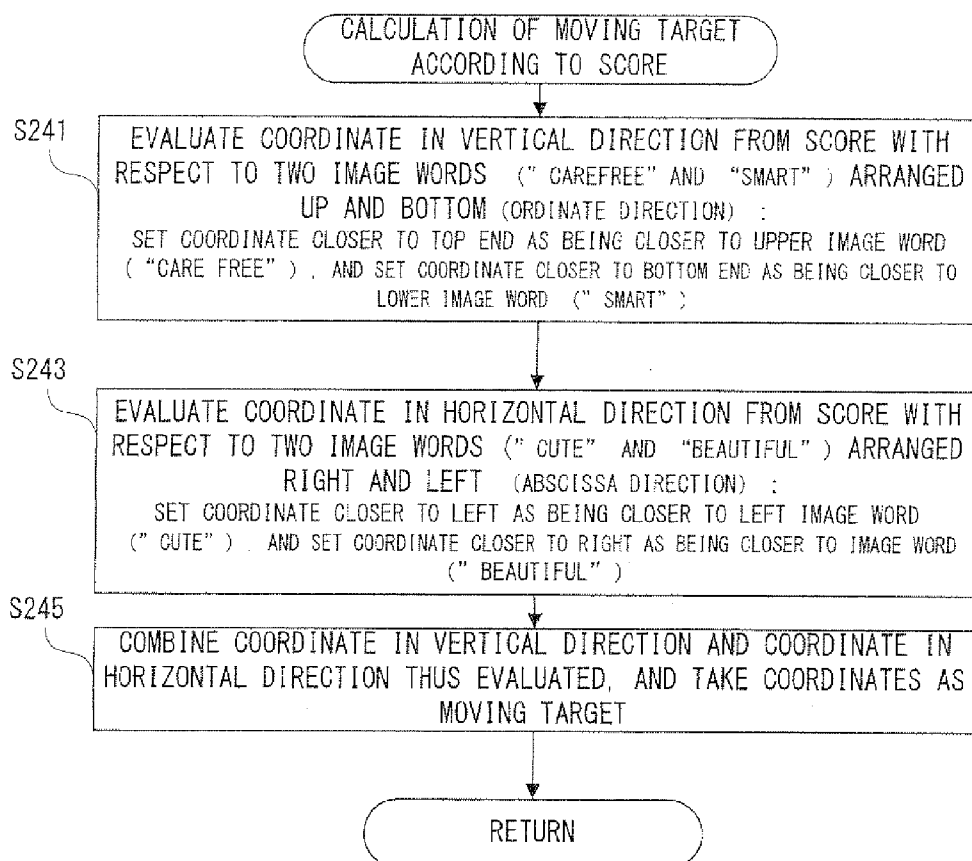 CALCULATION OF MOVING TARGET
ACCORDING TO SCORE
S241
EVALUATE COORDINATE IN VERTICAL DIRECTION FROM SCORE WITH
RESPECT TO TWO IMAGE WORDS (" CAREFREE" AND “SMART" ) ARRANGED
UP AND BOTTOM (ORDINATE DIRECTION) :
SET COORDINATE CLOSER TO TOP END AS BEING CLOSER TO UPPER IMAGE WORD
( “CARE FREE" ) , AND SET COORDINATE CLOSER TO BOTTOM END AS BEING CLOSER TO
LOWER IMAGE WORD (" SMART" )
S243
EVALUATE COORDINATE IN HORIZONTAL DIRECTION FROM SCORE WITH
RESPECT TO TWO IMAGE WORDS (" CUTE" AND “BEAUTIFUL" ) ARRANGED
RIGHT AND LEFT (ABSCISSA DIRECTION) :
SET COORDINATE CLOSER TO LEFT AS BEING CLOSER TO LEFT IMAGE WORD
(" CUTE" ) , AND SET COORDINATE CLOSER TO RIGHT AS BEING CLOSER TO IMAGE WORD
(" BEAUTIFUL" )
S245
COMBINE COORDINATE IN VERTICAL DIRECTION AND COORDINATE IN
HORIZONTAL DIRECTION THUS EVALUATED, AND TAKE COORDINATES AS
MOVING TARGET
RETURN